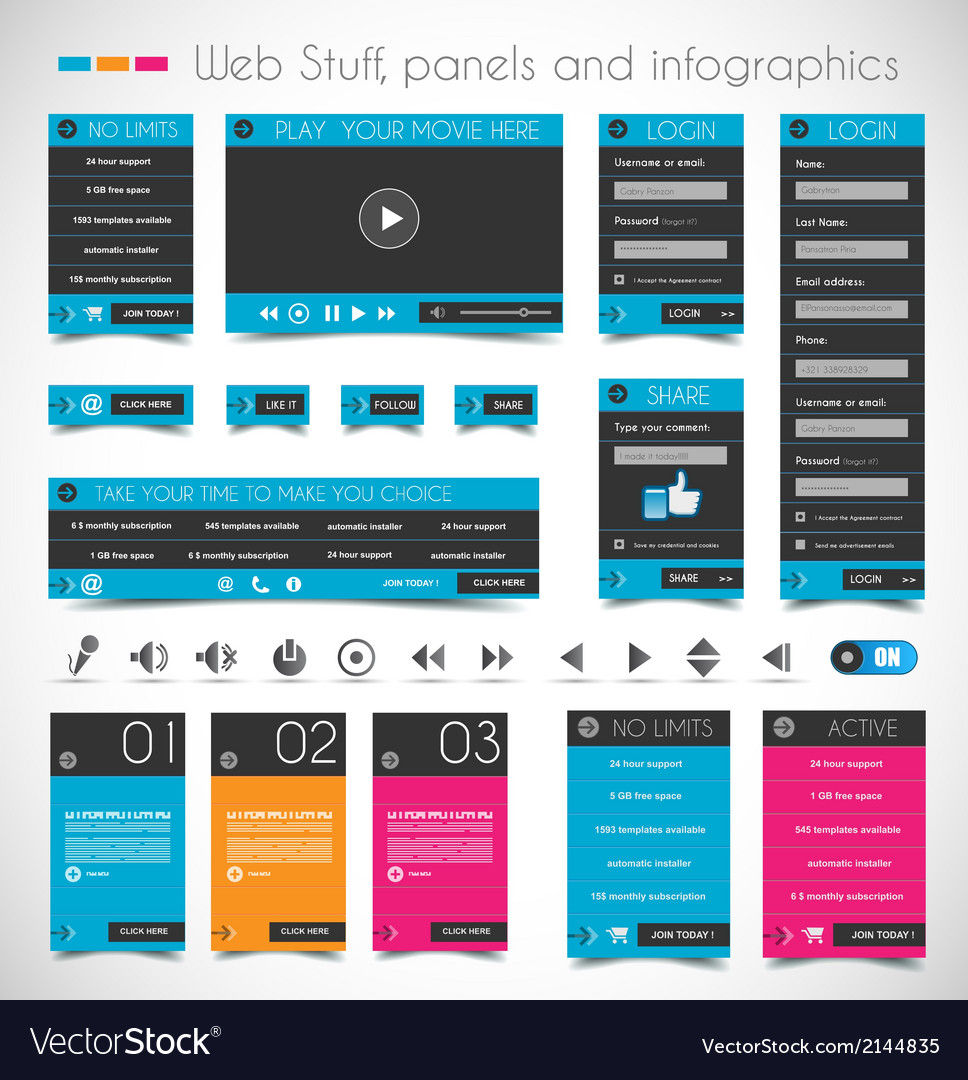 Web Stuff, panels and infographics
NO LIMITS
24 hour support
5 GB free space
1593 templates available
automatic installer
15$ monthly subscription
JOIN TODAY !
PLAY YOUR MOVIE HERE
LOGIN
Username or email:
Gabry Panzon
Password (forgot it?)
***************
I Accept the Agreement contract
LOGIN >>
LOGIN
Name:
Gabrytron
Last Name:
Pansatron Piria
Email address:
ElPansonasso@email.com
Phone:
+321 338928329
Username or email:
Gabry Panzon
Password (forgot it?)
***************
I Accept the Agreement contract
Send me advertisement emails
LOGIN >>
@ CLICK HERE
LIKE IT
FOLLOW
SHARE
SHARE
Type your comment:
I made it today!!!!!!
Save my credential and cookies
SHARE >>
TAKE YOUR TIME TO MAKE YOU CHOICE
6 $ monthly subscription 545 templates available automatic installer 24 hour support
1 GB free space 6 $ monthly subscription 24 hour support automatic installer
@ @ i JOIN TODAY ! CLICK HERE
ON
01
CLICK HERE
02
CLICK HERE
03
CLICK HERE
NO LIMITS
24 hour support
5 GB free space
1593 templates available
automatic installer
15$ monthly subscription
JOIN TODAY !
ACTIVE
24 hour support
1 GB free space
545 templates available
automatic installer
6 $ monthly subscription
JOIN TODAY !
VectorStock®
VectorStock.com/2144835